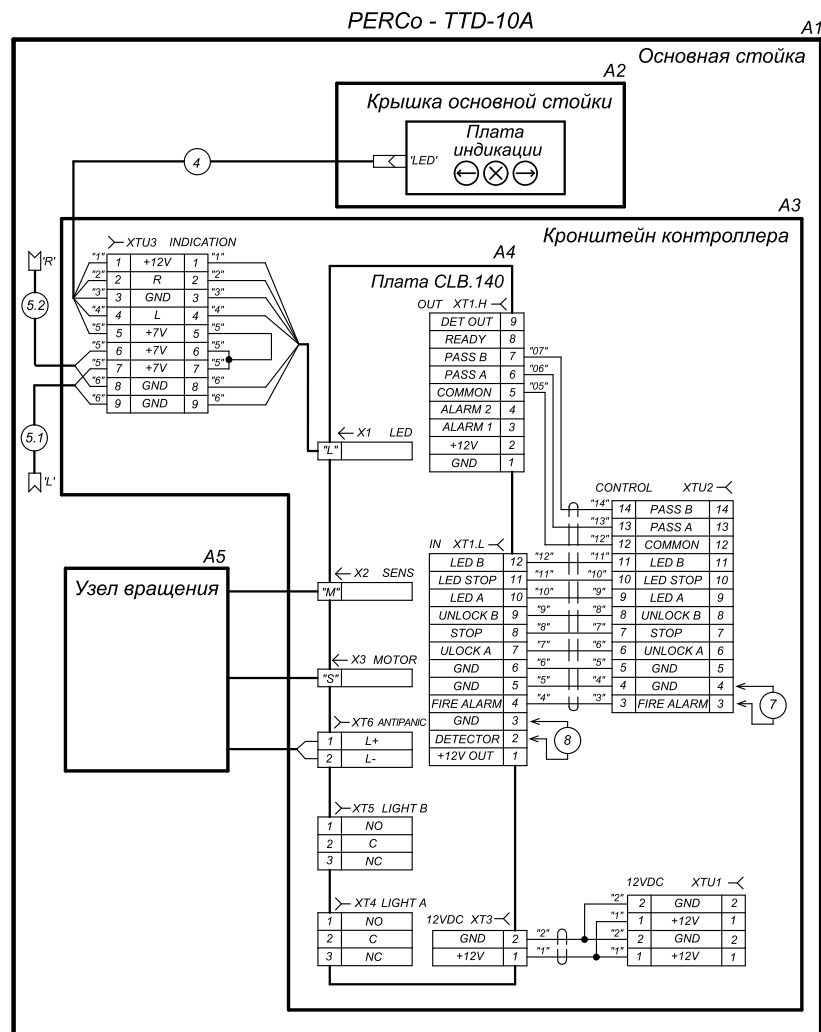 PERCo - TTD-10A
A1
Основная стойка
A2
Крышка основной стойки
Плата
индикации
'LED'
4
A3
Кронштейн контроллера
XTU3 INDICATION
"1" 1 +12V 1 "1"
"2" 2 R 2 "2"
"3" 3 GND 3 "3"
"4" 4 L 4 "4"
"5" 5 +7V 5 "5"
"5" 6 +7V 6 "5"
"5" 7 +7V 7 "5"
"6" 8 GND 8 "6"
"6" 9 GND 9 "6"
'R'
5.2
5.1
'L'
A4
Плата CLB.140
OUT XT1.H
DET OUT 9
READY 8
PASS B 7 "07"
PASS A 6 "06"
COMMON 5 "05"
ALARM 2 4
ALARM 1 3
+12V 2
GND 1
X1 LED
"L"
CONTROL XTU2
"14" 14 PASS B 14
"13" 13 PASS A 13
"12" 12 COMMON 12
"11" 11 LED B 11
"10" 10 LED STOP 10
"9" 9 LED A 9
"8" 8 UNLOCK B 8
"7" 7 STOP 7
"6" 6 UNLOCK A 6
"5" 5 GND 5
"4" 4 GND 4
"3" 3 FIRE ALARM 3
7
IN XT1.L
LED B 12 "12"
LED STOP 11 "11"
LED A 10 "10"
UNLOCK B 9 "9"
STOP 8 "8"
ULOCK A 7 "7"
GND 6 "6"
GND 5 "5"
FIRE ALARM 4 "4"
GND 3
DETECTOR 2
+12V OUT 1
8
A5
Узел вращения
X2 SENS
"M"
X3 MOTOR
"S"
XT6 ANTIPANIC
1 L+
2 L-
XT5 LIGHT B
1 NO
2 C
3 NC
XT4 LIGHT A
1 NO
2 C
3 NC
12VDC XT3
GND 2 "2"
+12V 1 "1"
12VDC XTU1
"2" 2 GND 2
"1" 1 +12V 1
"2" 2 GND 2
"1" 1 +12V 1